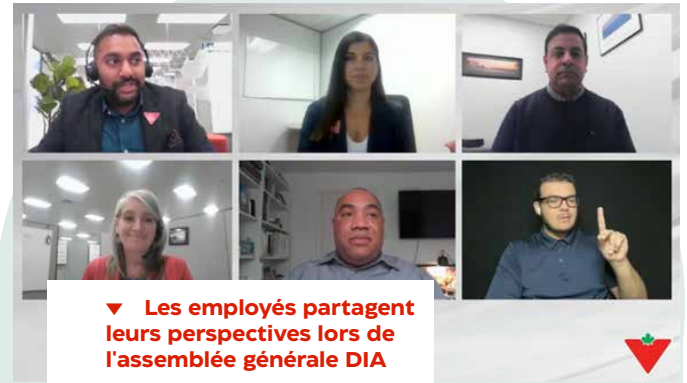 Les employés partagent
leurs perspectives lors de
l'assemblée générale DIA